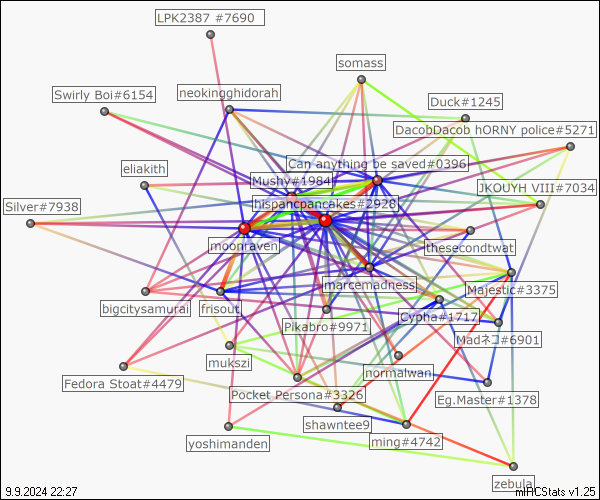 LPK2387 #7690
somass
Swirly Boi#6154
neokingghidorah
Duck#1245
DacobDacob hORNY police#5271
eliakith
Can anything be saved#0396
Mushy#1984
JKOUYH VIII#7034
Silver#7938
hispancpancakes#2928
moonraven
thesecondtwat
marcemadness
Majestic#3375
bigcitysamurai
frisout
Cypha#1717
Pikabro#9971
Madネコ#6901
mukszi
normalwan
Fedora Stoat#4479
Pocket Persona#3326
Eg.Master#1378
shawntee9
yoshimanden
ming#4742
zebula
9.9.2024 22:27
mIRCStats v1.25